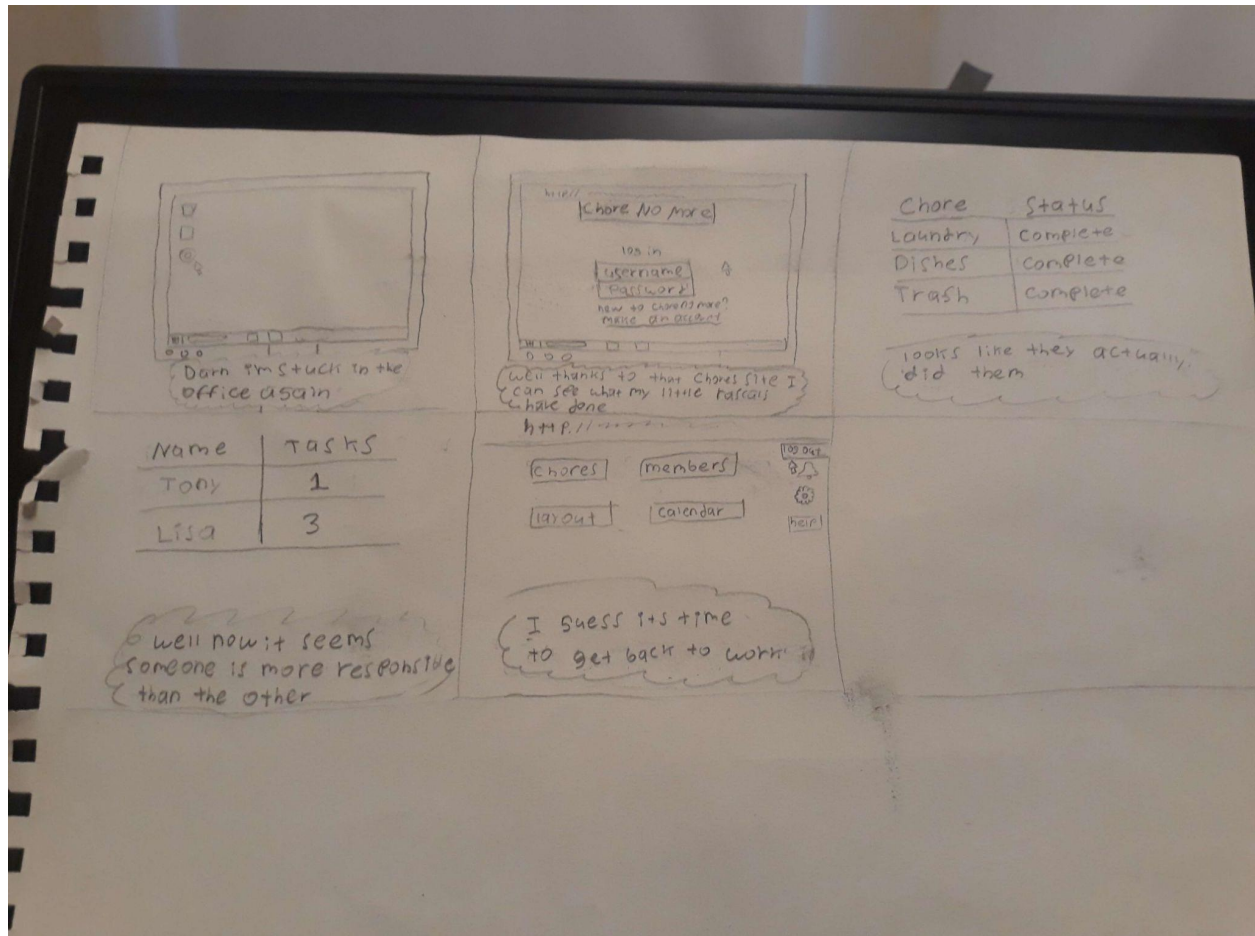 Darn im stuck in the
office again
http://
Chore No More
log in
username
Password
new to chore no more?
make an
well thanks to that Chores site I
can see what my little rascals
have done
Chore Status
Laundry complete
Dishes complete
Trash complete
looks like they actually
did them
Name Tasks
Tony 1
Lisa 3
well now it seems
someone is more responsible
than the other
http://
log out
chores members
layout calendar
help
I guess its time
to get back to work